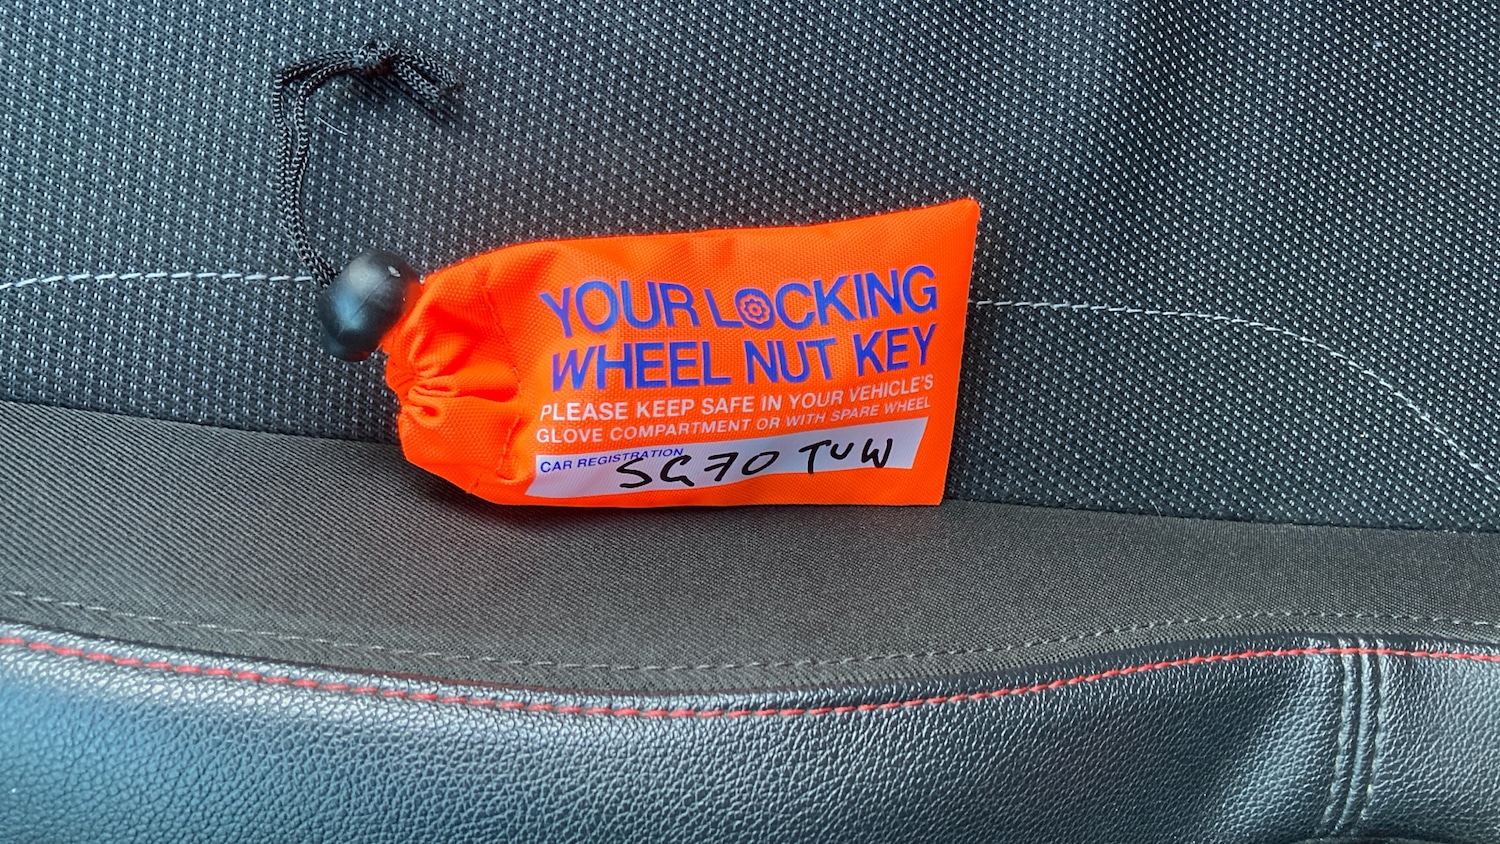 YOUR LOCKING
WHEEL NUT KEY
PLEASE KEEP SAFE IN YOUR VEHICLE'S
GLOVE COMPARTMENT OR WITH SPARE WHEEL
CAR REGISTRATION
SG70 TUW